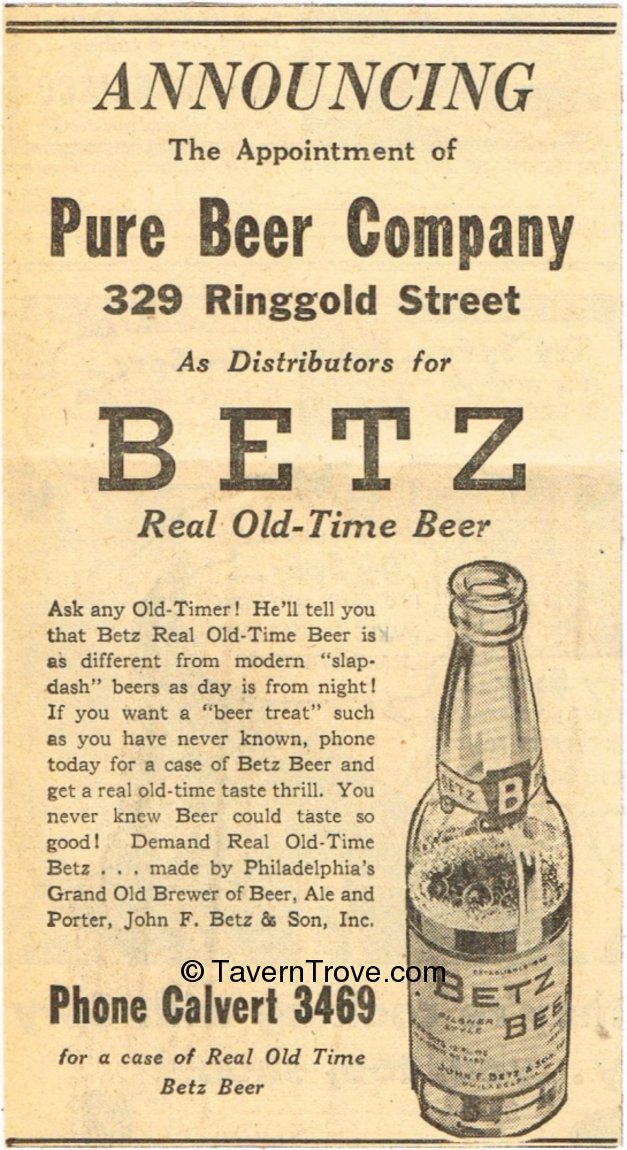 ANNOUNCING
The Appointment of
Pure Beer Company
329 Ringgold Street
As Distributors for
BETZ
Real Old-Time Beer
Ask any Old-Timer! He'll tell you
that Betz Real Old-Time Beer is
as different from modern "slap-
dash" beers as day is from night!
If you want a "beer treat" such
as you have never known, phone
today for a case of Betz Beer and
get a real old-time taste thrill. You
never knew Beer could taste so
good! Demand Real Old-Time
Betz . . . made by Philadelphia's
Grand Old Brewer of Beer, Ale and
Porter, John F. Betz & Son, Inc.
Phone Calvert 3469
for a case of Real Old Time
Betz Beer
BETZ B
BETZ
PILSNER
STYLE
BEER
JOHN F. BETZ & SON
© TavernTrove.com